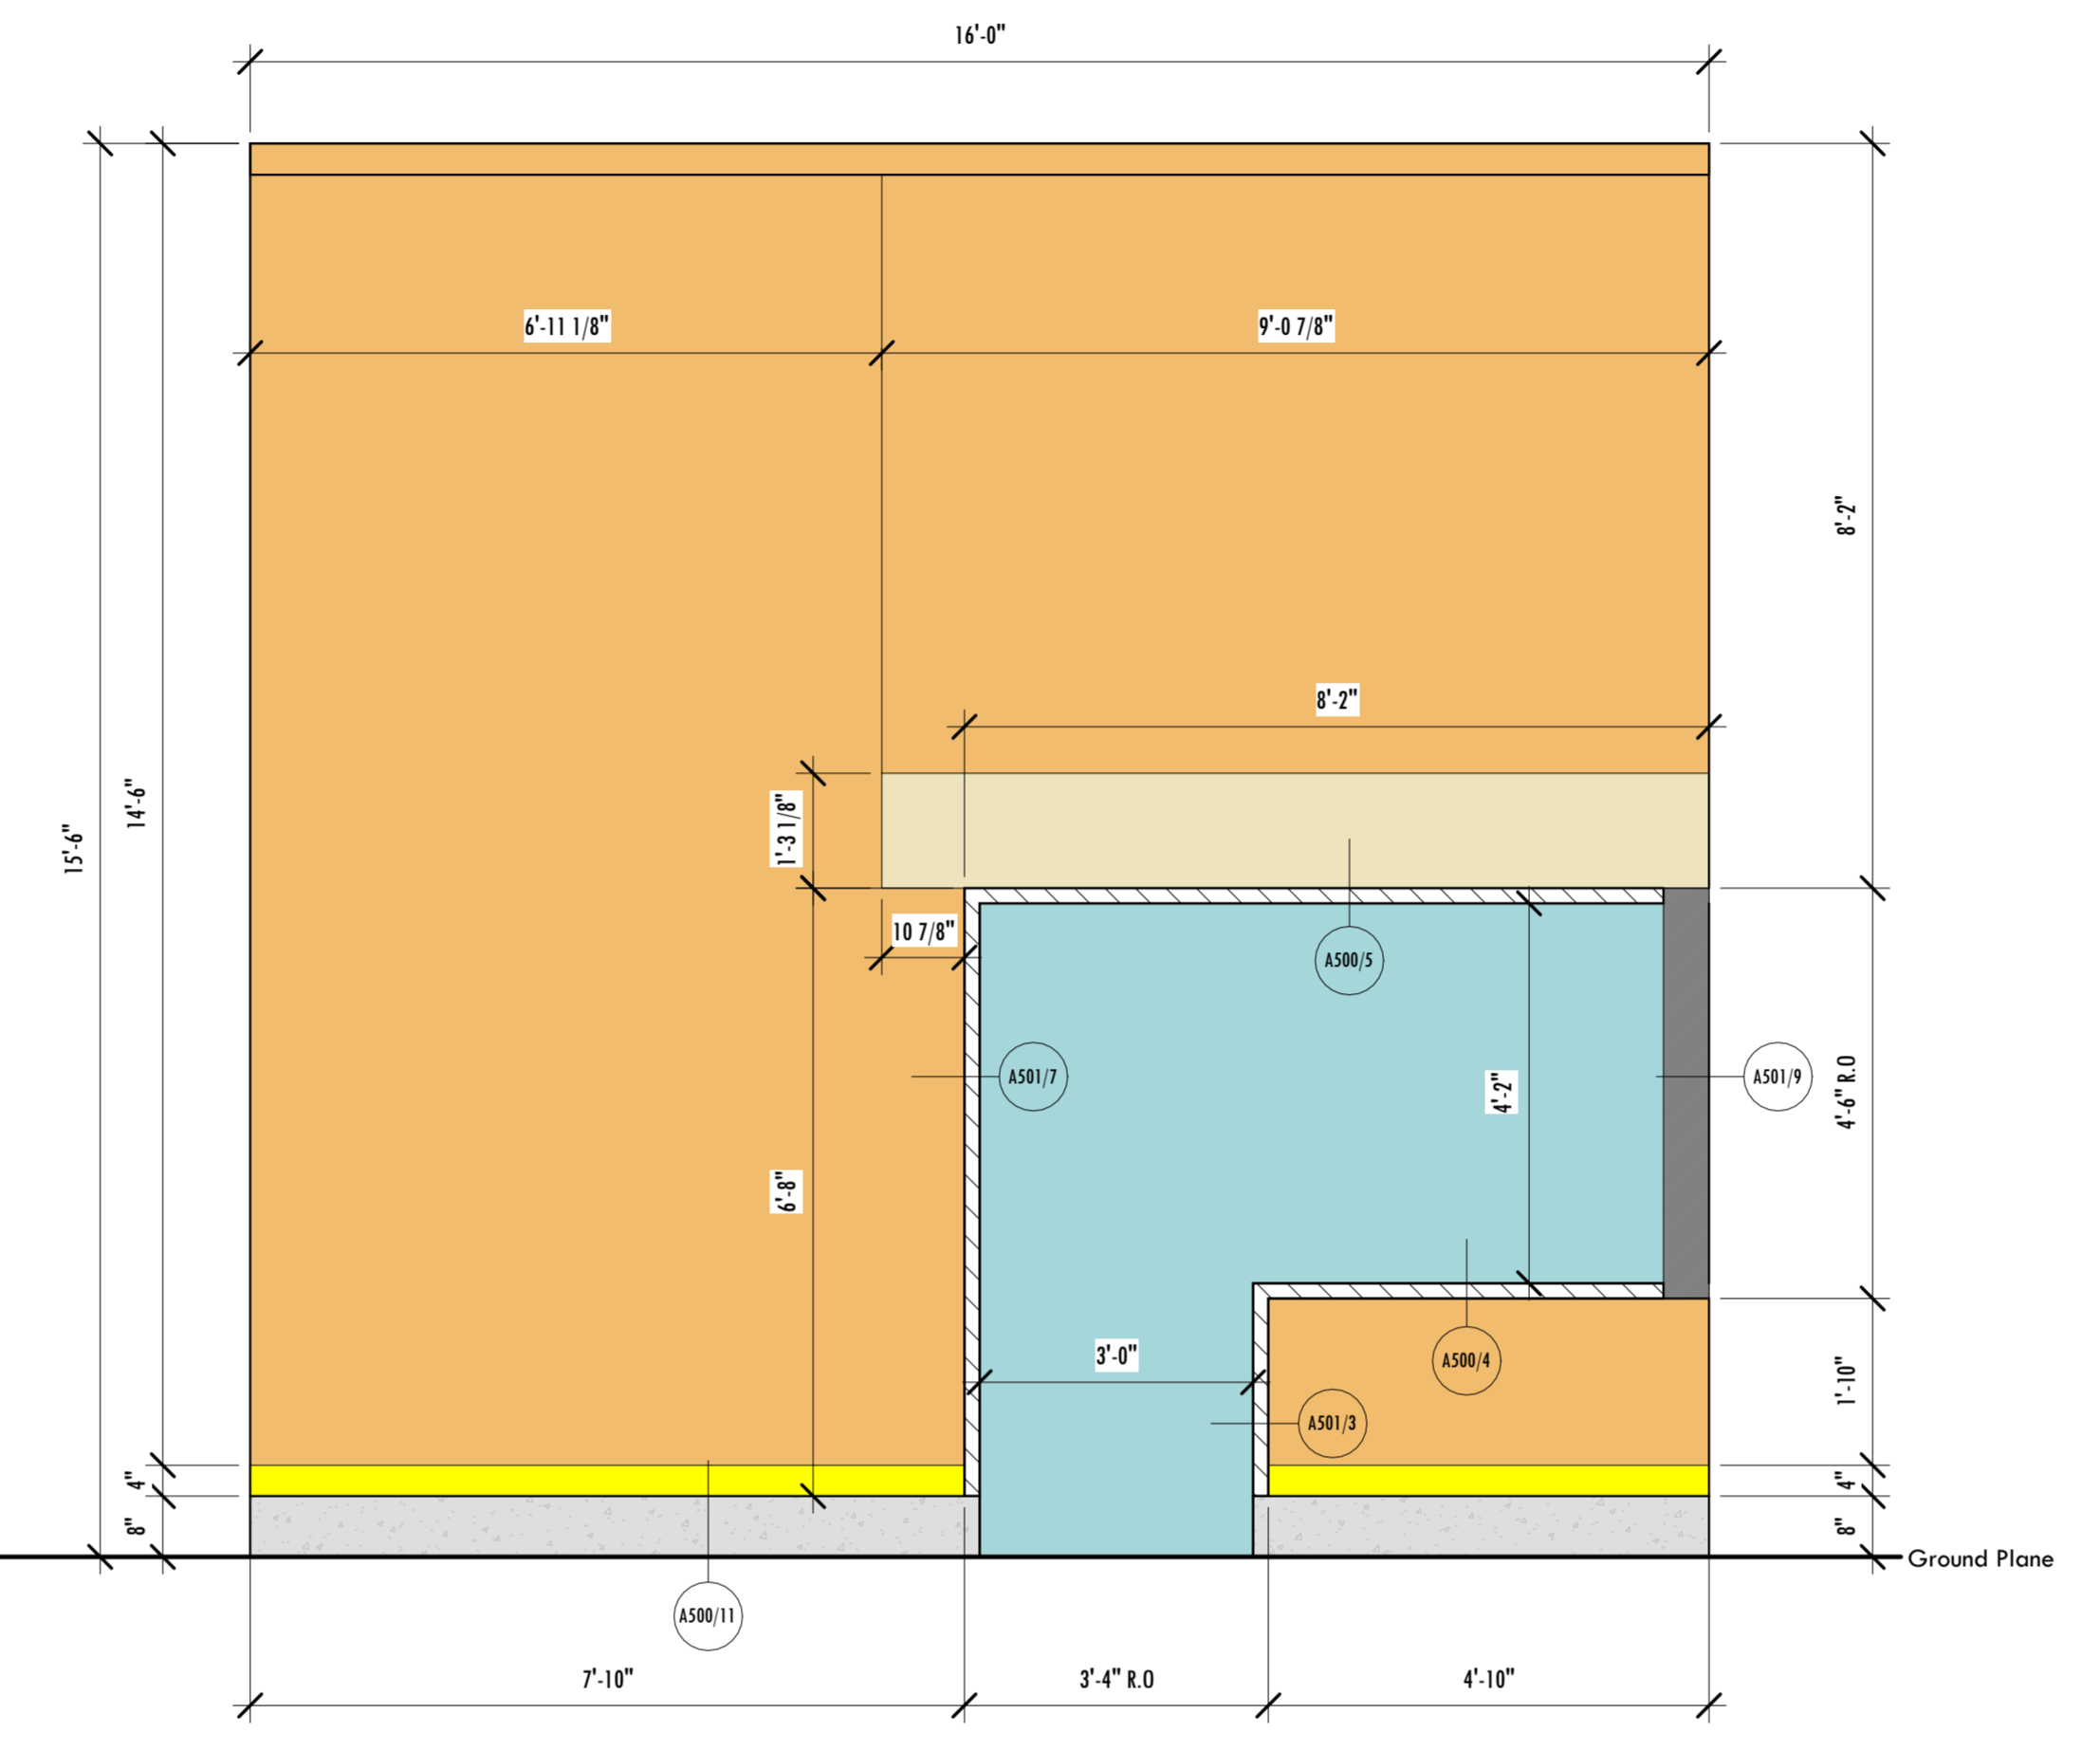 16'-0"
6'-11 1/8"
9'-0 7/8"
8'-2"
8'-2"
14'-6"
15'-6"
1'-3 1/8"
10 7/8"
A500/5
A501/7
A501/9
4'-2"
4'-6" R.O
6'-8"
3'-0"
A500/4
1'-10"
A501/3
4"
4"
8"
8"
Ground Plane
A500/11
7'-10"
3'-4" R.O
4'-10"